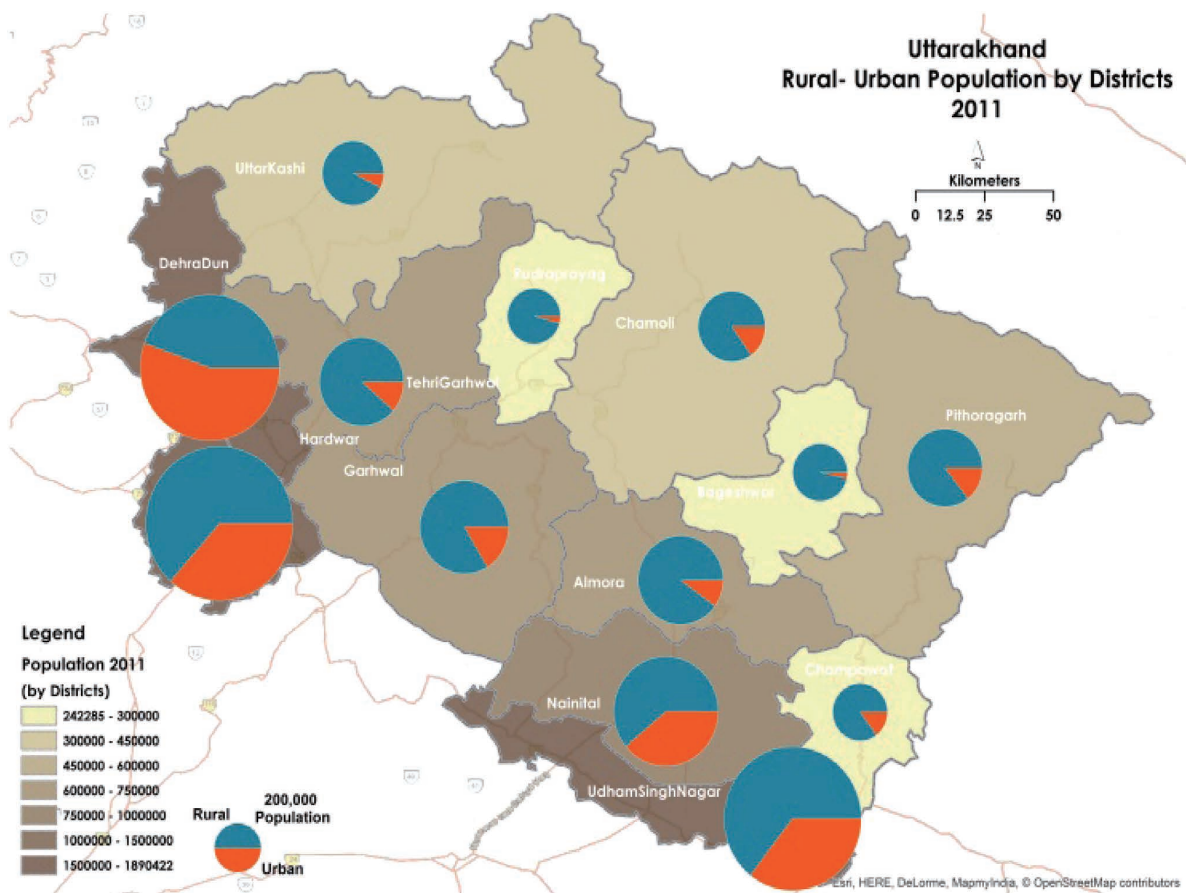 Uttarakhand
Rural- Urban Population by Districts
2011
N
Kilometers
0 12.5 25 50
UttarKashi
DehraDun
Rudraprayag
Chamoli
TehriGarhwal
Hardwar
Garhwal
Pithoragarh
Bageshwar
Almora
Champawat
Nainital
UdhamSinghNagar
Legend
Population 2011
(by Districts)
242285 - 300000
300000 - 450000
450000 - 600000
600000 - 750000
750000 - 1000000
1000000 - 1500000
1500000 - 1890422
Rural
200,000
Population
Urban
Esri, HERE, DeLorme, MapmyIndia, © OpenStreetMap contributors